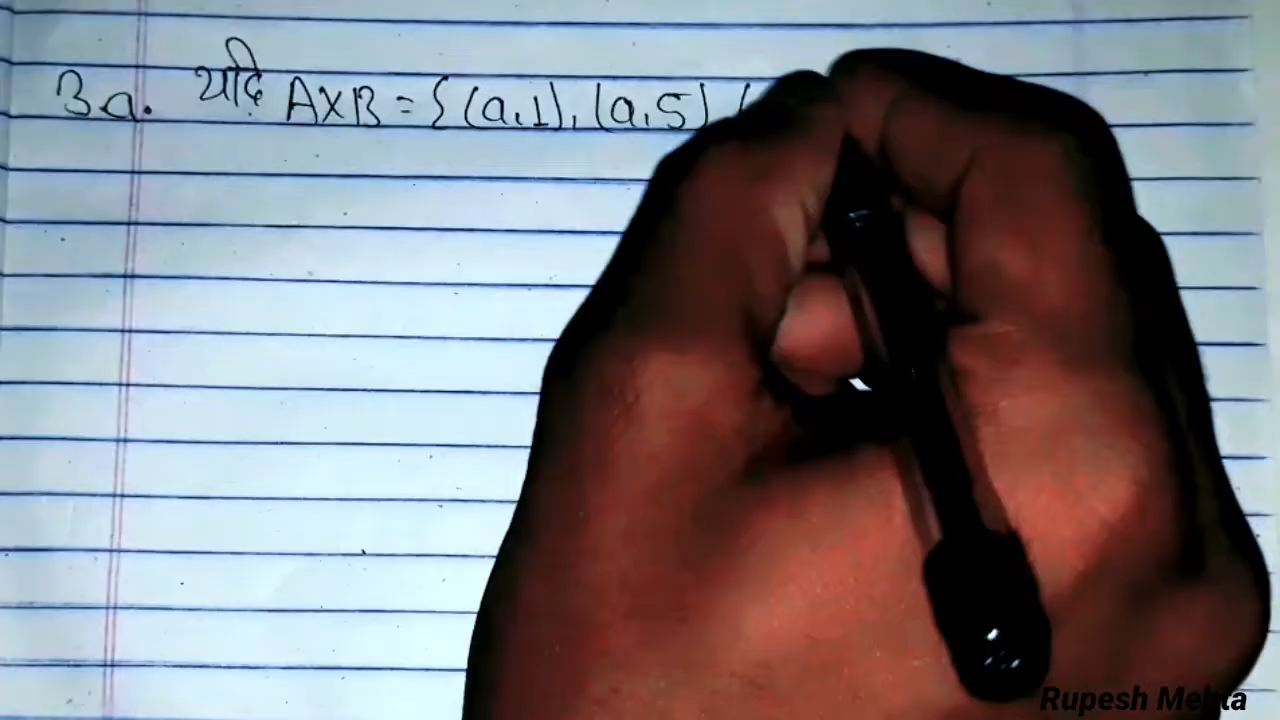 3a. यदि A×B = {(a,1), (a,5) (
Rupesh Mehta